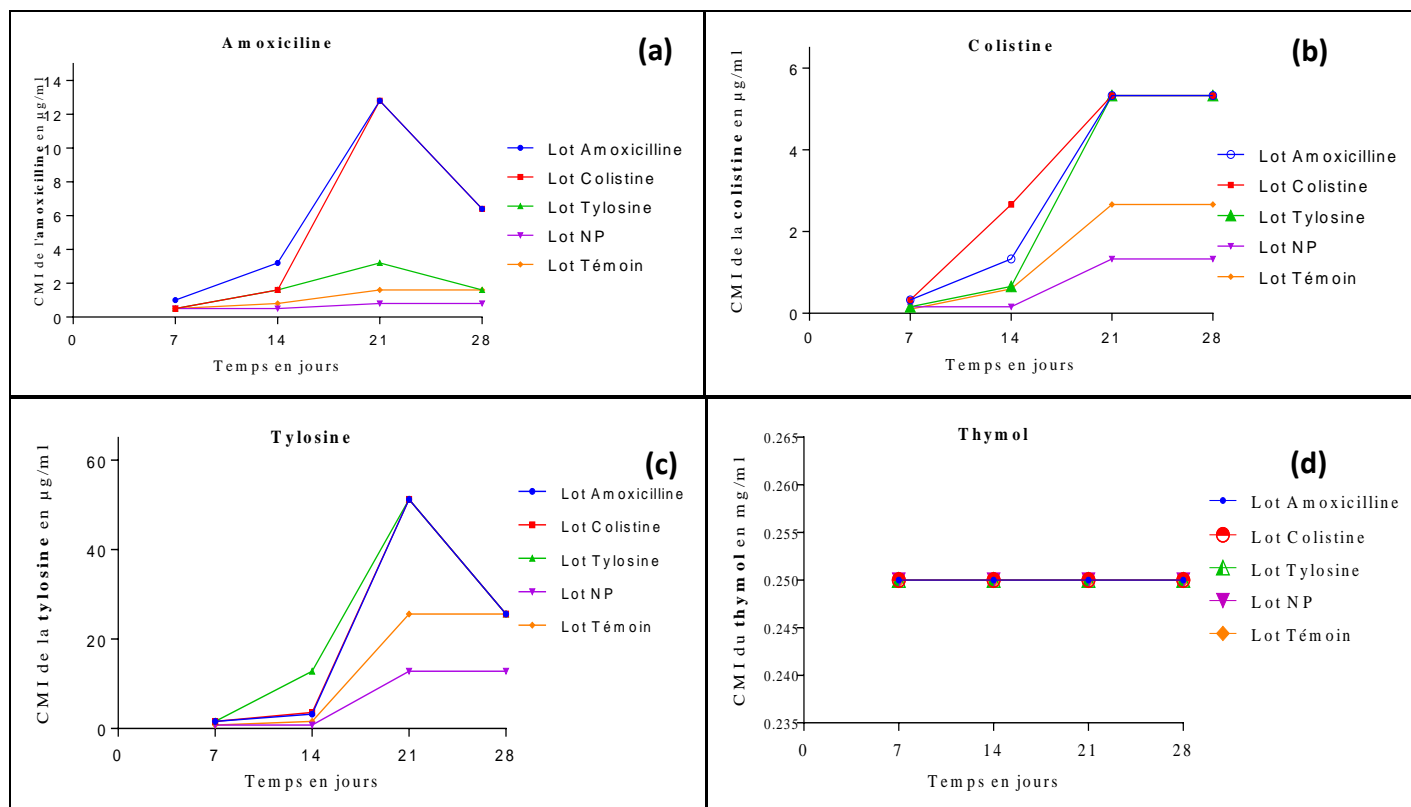 Amoxiciline
(a)
CMI de l'amoxicilline en µg/ml
14
12
10
8
6
4
2
0
0 7 14 21 28
Temps en jours
Lot Amoxicilline
Lot Colistine
Lot Tylosine
Lot NP
Lot Témoin
Colistine
(b)
CMI de la colistine en µg/ml
6
4
2
0
0 7 14 21 28
Temps en jours
Lot Amoxicilline
Lot Colistine
Lot Tylosine
Lot NP
Lot Témoin
Tylosine
(c)
CMI de la tylosine en µg/ml
60
40
20
0
0 7 14 21 28
Temps en jours
Lot Amoxicilline
Lot Colistine
Lot Tylosine
Lot NP
Lot Témoin
Thymol
(d)
CMI du thymol en mg/ml
0.265
0.260
0.255
0.250
0.245
0.240
0.235
0 7 14 21 28
Temps en jours
Lot Amoxicilline
Lot Colistine
Lot Tylosine
Lot NP
Lot Témoin